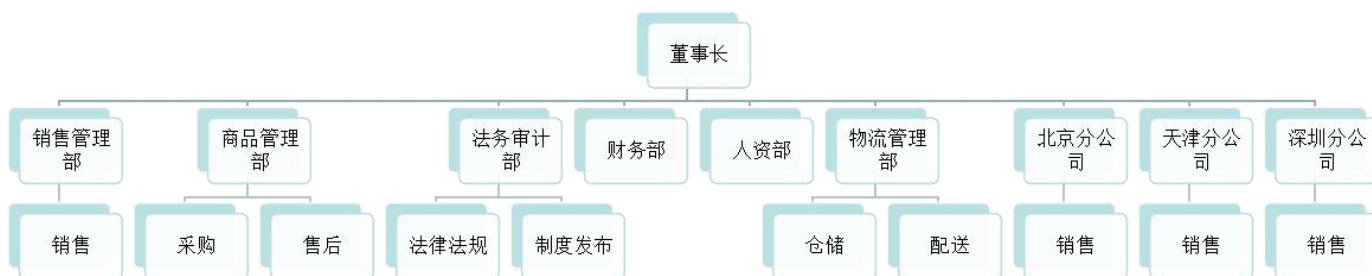 董事长
销售管理
部
商品管理
部
法务审计
部
财务部
人资部
物流管理
部
北京分公
司
天津分公
司
深圳分公
司
销售
采购
售后
法律法规
制度发布
仓储
配送
销售
销售
销售